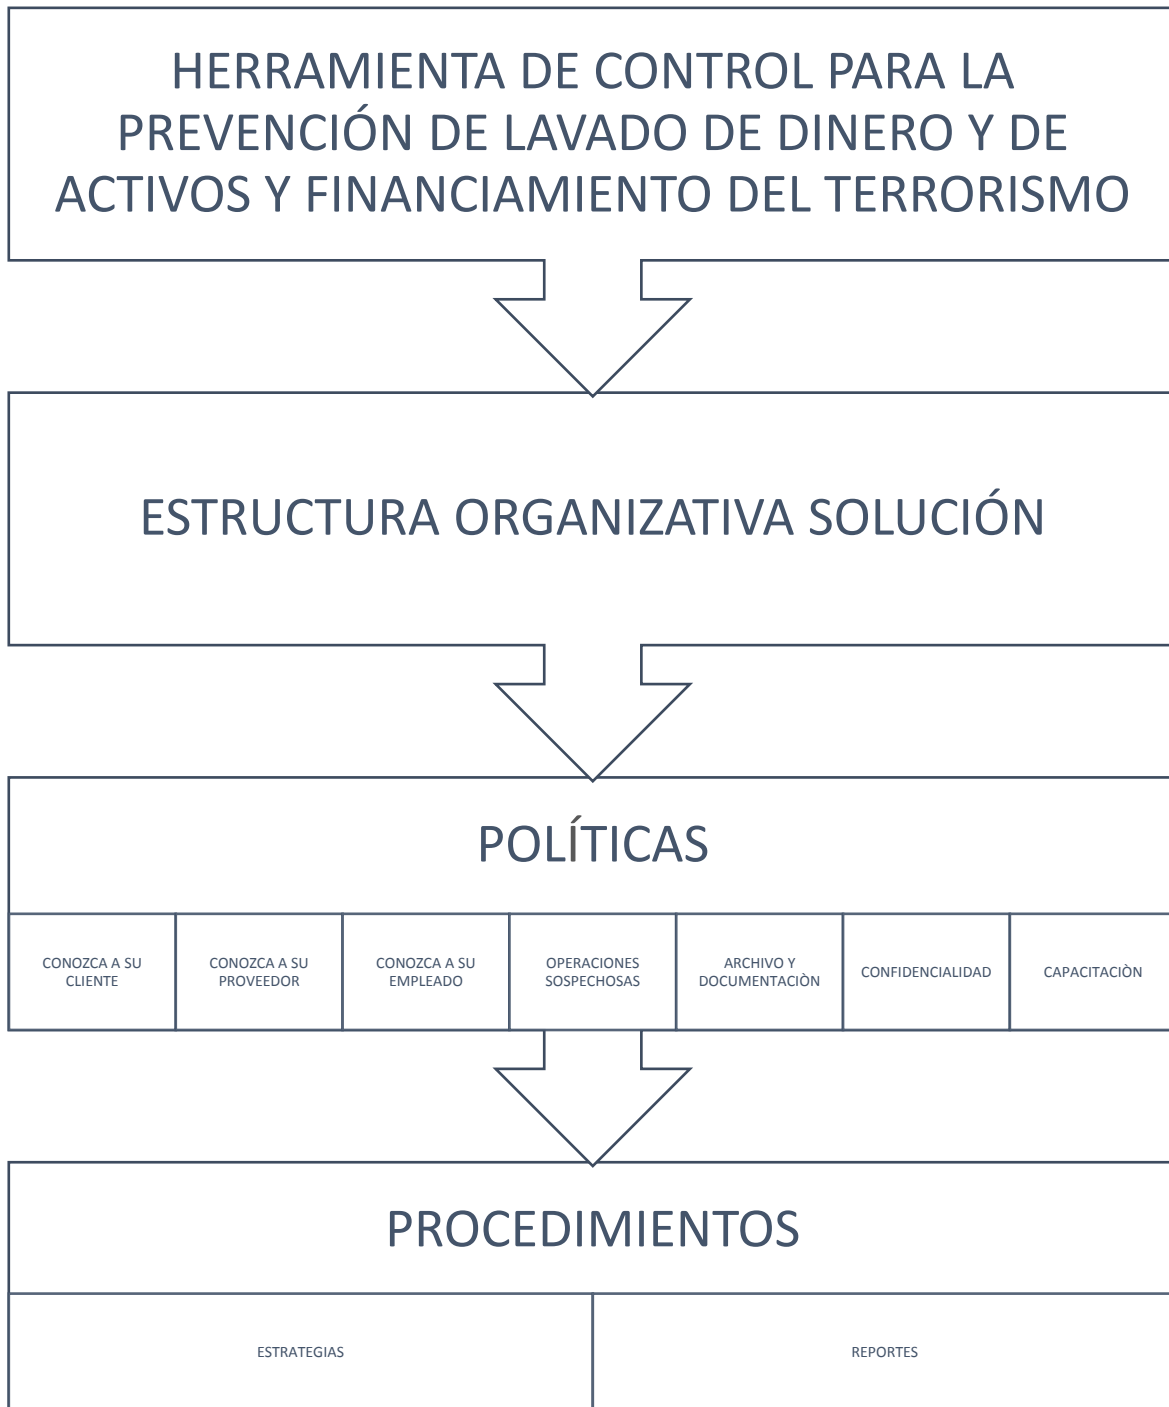 HERRAMIENTA DE CONTROL PARA LA
PREVENCIÓN DE LAVADO DE DINERO Y DE
ACTIVOS Y FINANCIAMIENTO DEL TERRORISMO
ESTRUCTURA ORGANIZATIVA SOLUCIÓN
POLÍTICAS
CONOZCA A SU
CLIENTE
CONOZCA A SU
PROVEEDOR
CONOZCA A SU
EMPLEADO
OPERACIONES
SOSPECHOSAS
ARCHIVO Y
DOCUMENTACIÒN
CONFIDENCIALIDAD
CAPACITACIÒN
PROCEDIMIENTOS
ESTRATEGIAS
REPORTES